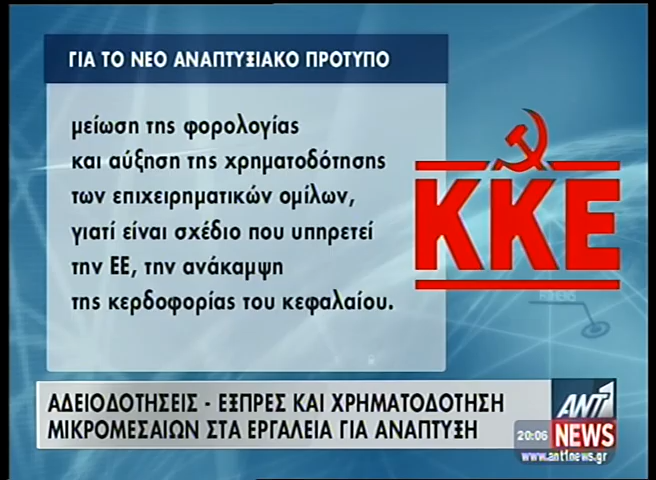 ΓΙΑ ΤΟ ΝΕΟ ΑΝΑΠΤΥΞΙΑΚΟ ΠΡΟΤΥΠΟ
μείωση της φορολογίας
και αύξηση της χρηματοδότησης
των επιχειρηματικών ομίλων,
γιατί είναι σχέδιο που υπηρετεί
την ΕΕ, την ανάκαμψη
της κερδοφορίας του κεφαλαίου.
ΚΚΕ
ΑΔΕΙΟΔΟΤΗΣΕΙΣ - ΕΞΠΡΕΣ ΚΑΙ ΧΡΗΜΑΤΟΔΟΤΗΣΗ
ΜΙΚΡΟΜΕΣΑΙΩΝ ΣΤΑ ΕΡΓΑΛΕΙΑ ΓΙΑ ΑΝΑΠΤΥΞΗ
ΑΝΤ1
20:06 NEWS
www.ant1news.gr